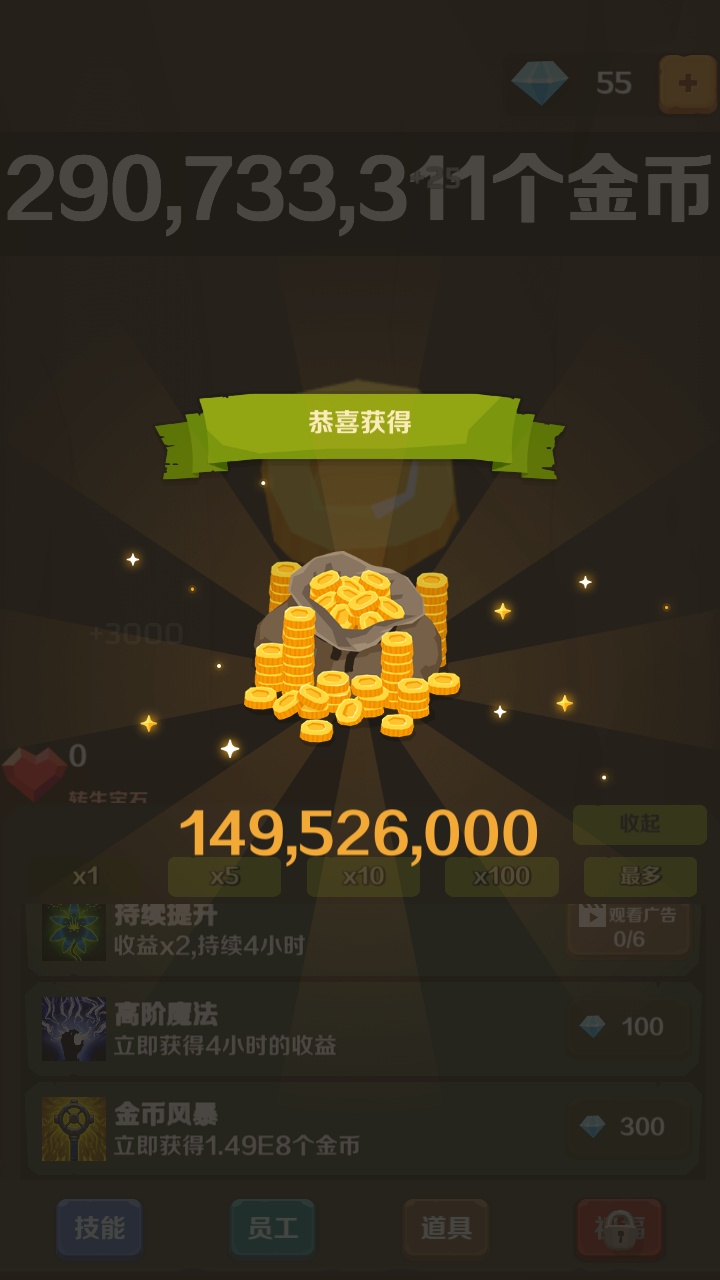 55
290,733,311个金币
+25
恭喜获得
+3000
0
转生宝石
149,526,000
收起
x1
x5
x10
x100
最多
持续提升
收益x2,持续4小时
观看广告
0/6
高阶魔法
立即获得4小时的收益
100
金币风暴
立即获得1.49E8个金币
300
技能
员工
道具
祝福